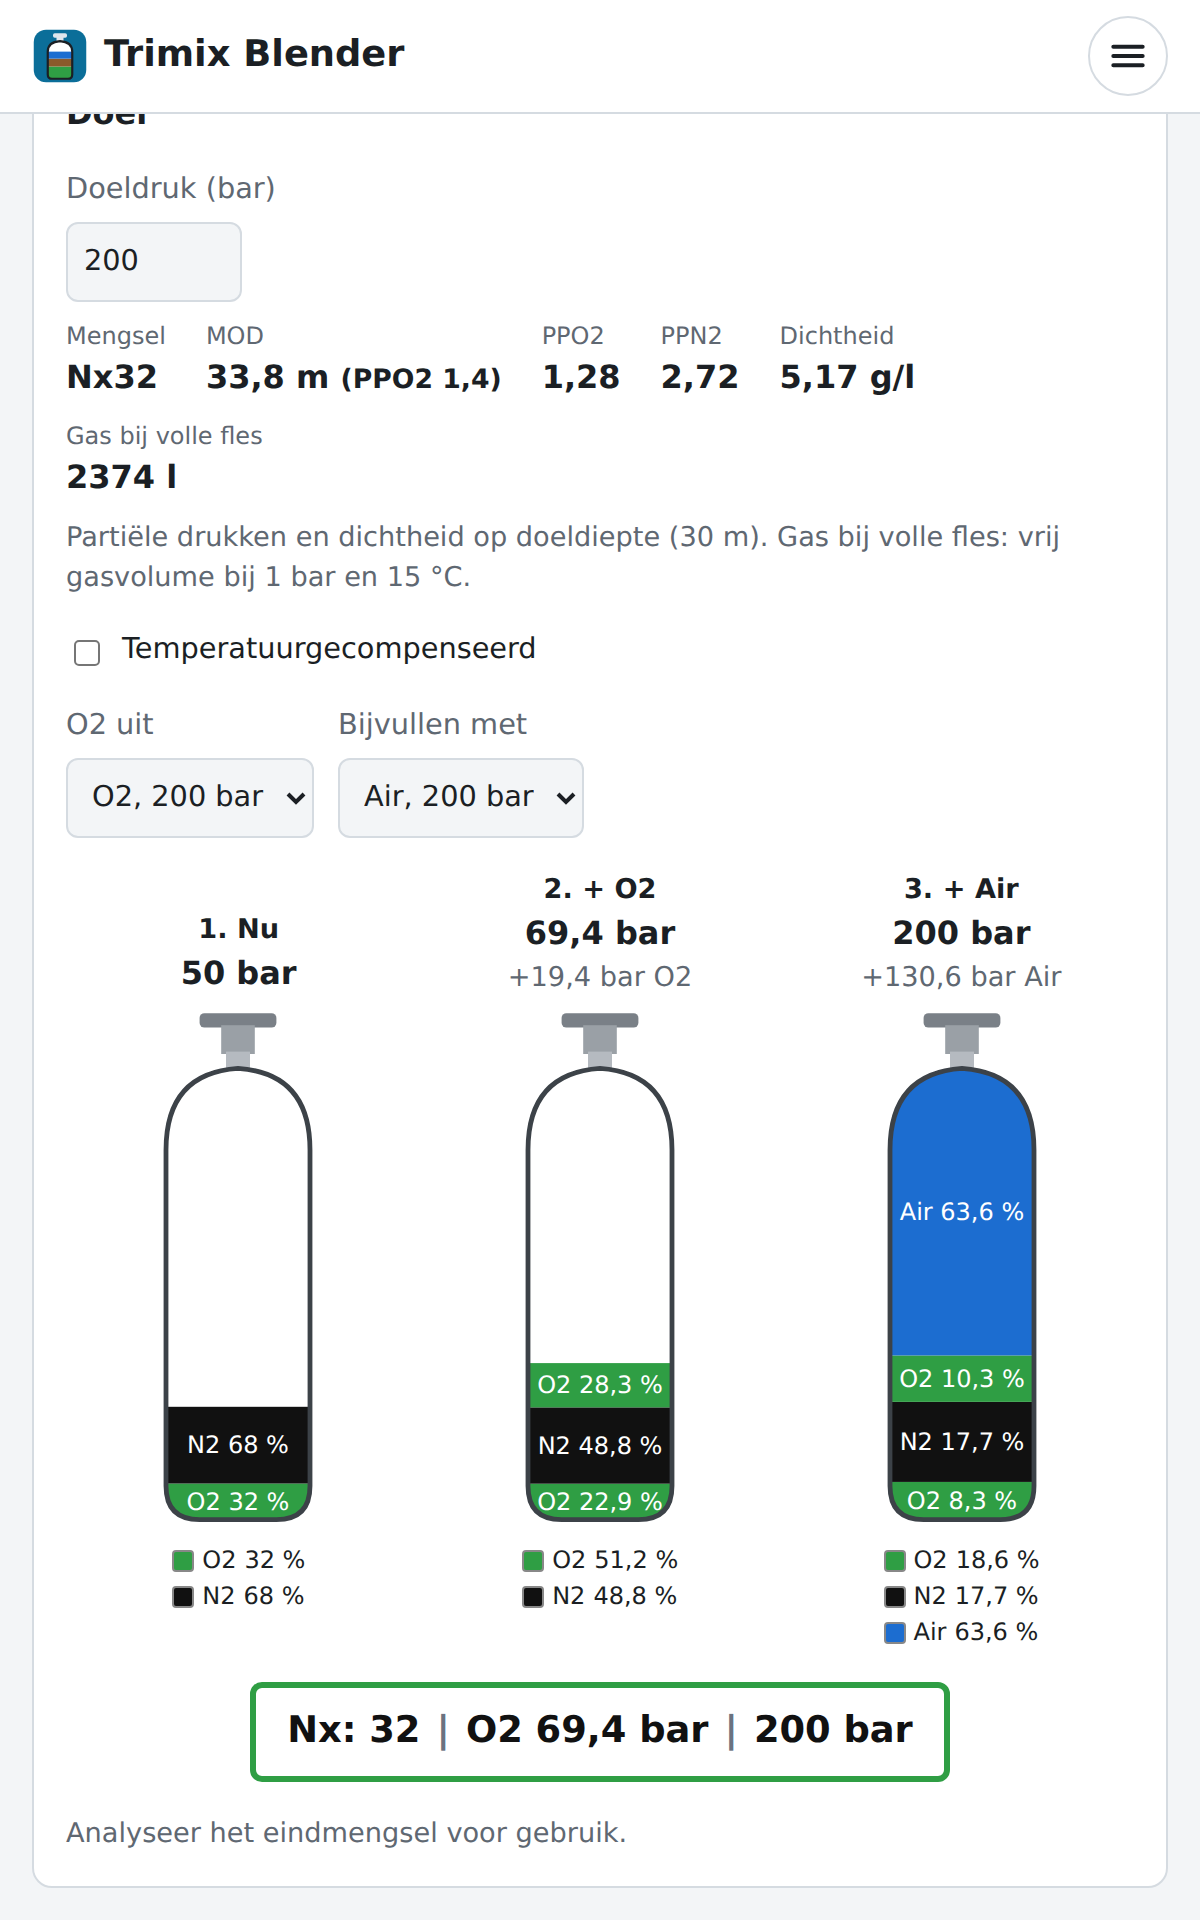 Trimix Blender
Doel
Doeldruk (bar)
200
Mengsel MOD PPO2 PPN2 Dichtheid
Nx32 33,8 m (PPO2 1,4) 1,28 2,72 5,17 g/l
Gas bij volle fles
2374 l
Partiële drukken en dichtheid op doeldiepte (30 m). Gas bij volle fles: vrij
gasvolume bij 1 bar en 15 °C.
Temperatuurgecompenseerd
O2 uit Bijvullen met
O2, 200 bar Air, 200 bar
1. Nu
50 bar
2. + O2
69,4 bar
+19,4 bar O2
3. + Air
200 bar
+130,6 bar Air
N2 68 %
O2 32 %
O2 32 %
N2 68 %
O2 28,3 %
N2 48,8 %
O2 22,9 %
O2 51,2 %
N2 48,8 %
Air 63,6 %
O2 10,3 %
N2 17,7 %
O2 8,3 %
O2 18,6 %
N2 17,7 %
Air 63,6 %
Nx: 32 | O2 69,4 bar | 200 bar
Analyseer het eindmengsel voor gebruik.